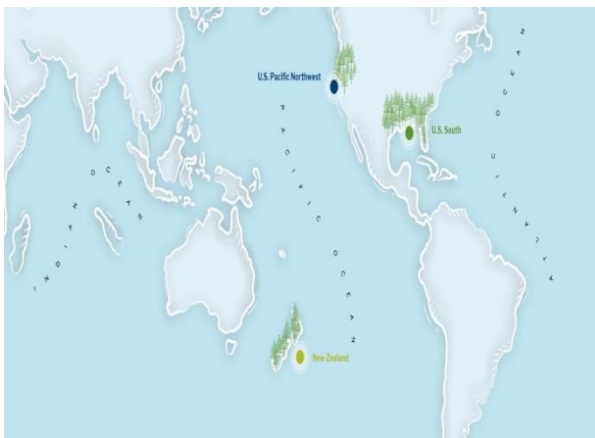 U.S. Pacific Northwest
U.S. South
PACIFIC OCEAN
INDIAN OCEAN
ATLANTIC OCEAN
New Zealand